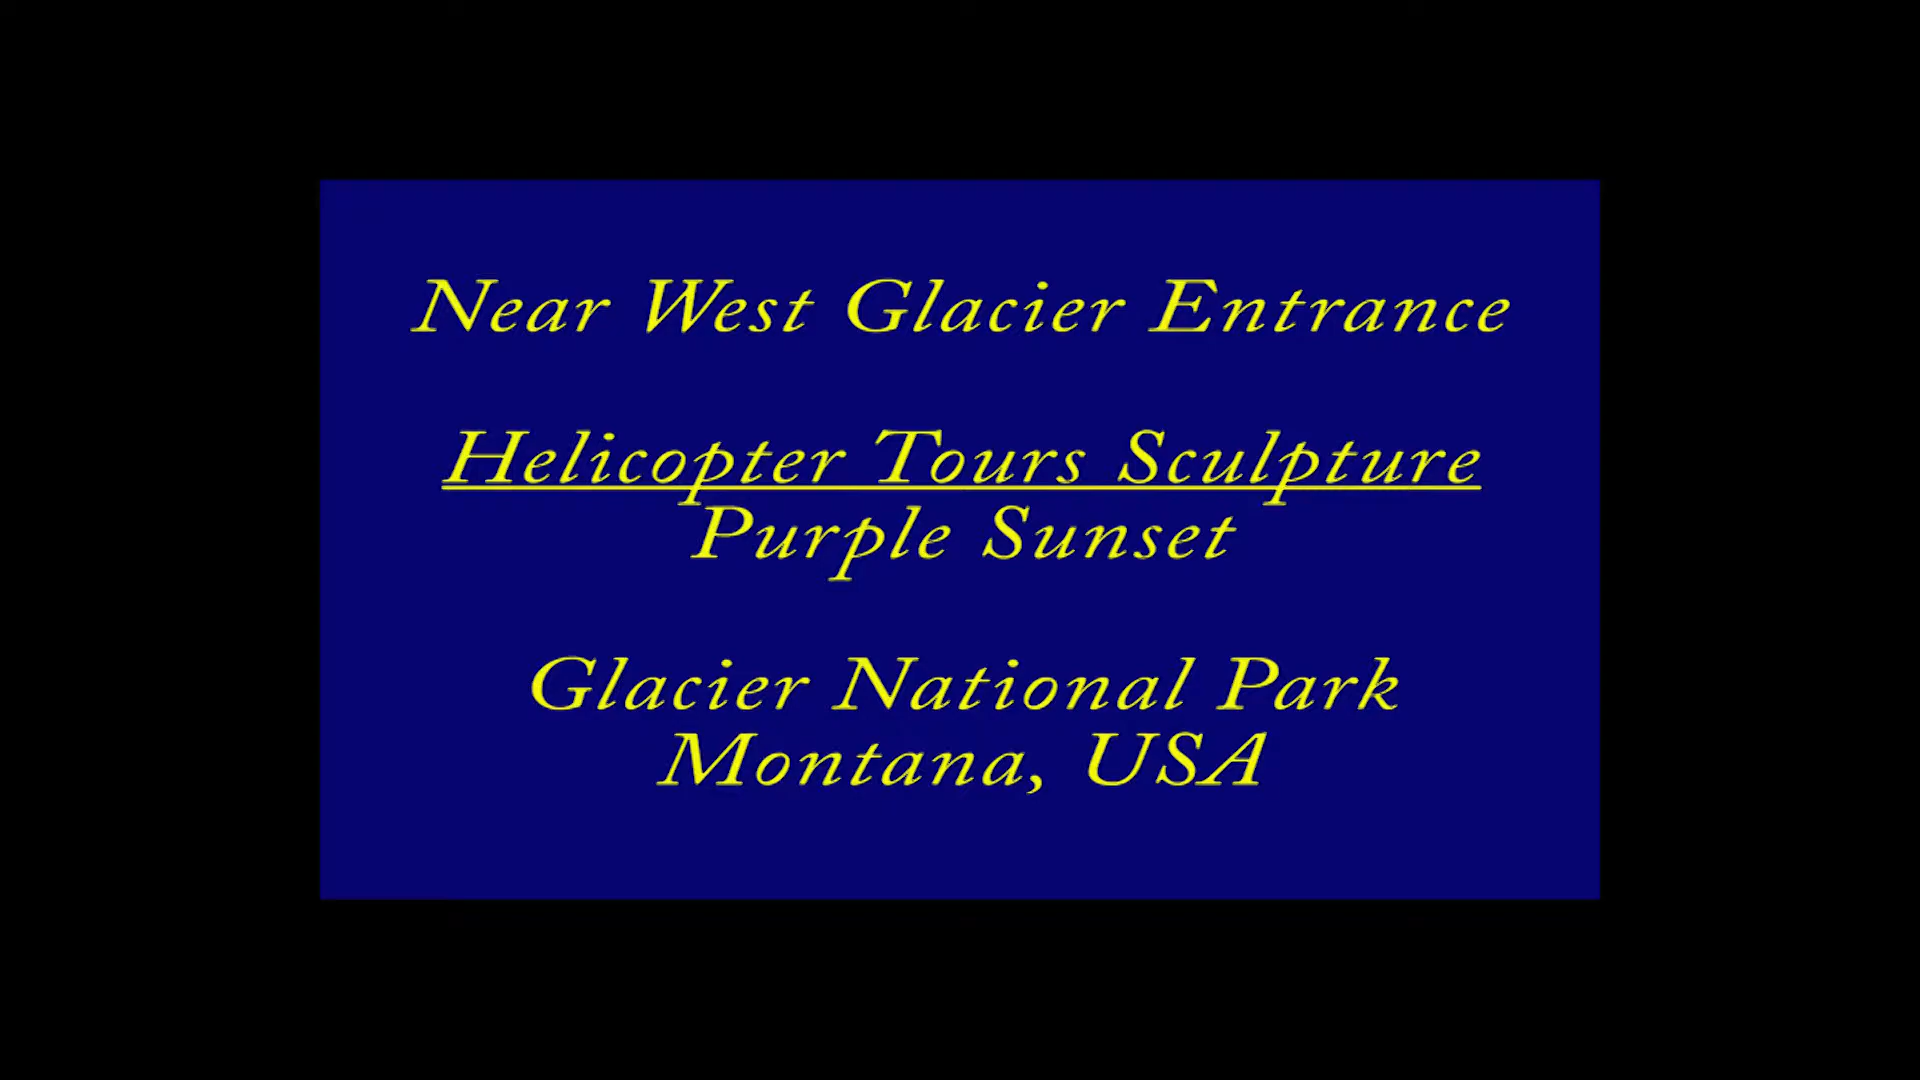 Near West Glacier Entrance
Helicopter Tours Sculpture
Purple Sunset
Glacier National Park
Montana, USA